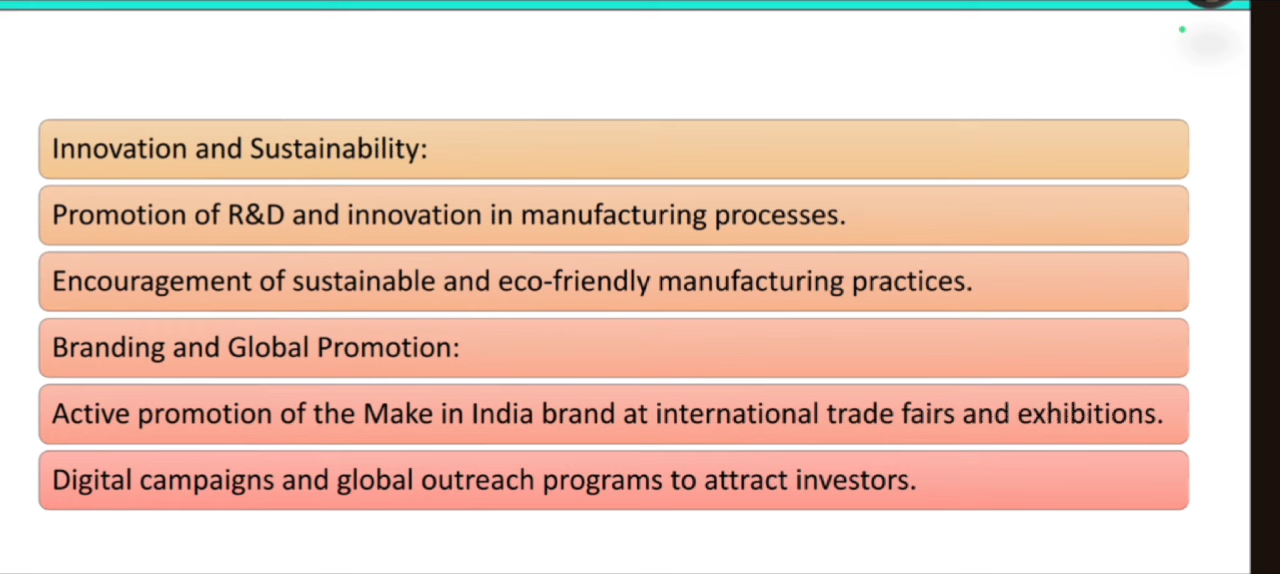 Innovation and Sustainability:
Promotion of R&D and innovation in manufacturing processes.
Encouragement of sustainable and eco-friendly manufacturing practices.
Branding and Global Promotion:
Active promotion of the Make in India brand at international trade fairs and exhibitions.
Digital campaigns and global outreach programs to attract investors.